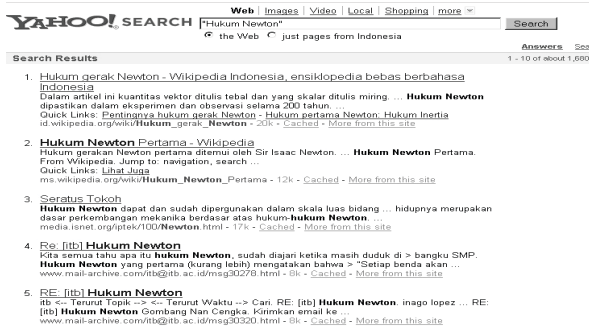 Web | Images | Video | Local | Shopping | more
YAHOO! SEARCH "Hukum Newton" Search
the Web just pages from Indonesia
Answers Sea
Search Results 1 - 10 of about 1,680
1. Hukum gerak Newton - Wikipedia Indonesia, ensiklopedia bebas berbahasa
Indonesia
Dalam artikel ini kuantitas vektor ditulis tebal dan yang skalar ditulis miring. ... Hukum Newton
dipastikan dalam eksperimen dan observasi selama 200 tahun. ...
Quick Links: Pentingnya hukum gerak Newton - Hukum pertama Newton: Hukum Inertia
id.wikipedia.org/wiki/Hukum_gerak_Newton - 20k - Cached - More from this site
2. Hukum Newton Pertama - Wikipedia
Hukum gerakan Newton pertama ditemui oleh Sir Isaac Newton. ... Hukum Newton Pertama.
From Wikipedia. Jump to: navigation, search ...
Quick Links: Lihat Juga
ms.wikipedia.org/wiki/Hukum_Newton_Pertama - 12k - Cached - More from this site
3. Seratus Tokoh
Hukum Newton dapat dan sudah dipergunakan dalam skala luas bidang ... hidupnya merupakan
dasar perkembangan mekanika berdasar atas hukum-hukum Newton. ...
media.isnet.org/iptek/100/Newton.html - 17k - Cached - More from this site
4. Re: [itb] Hukum Newton
Kita semua tahu apa itu hukum Newton, sudah diajari ketika masih duduk di > bangku SMP.
Hukum Newton yang pertama (kurang lebih) mengatakan bahwa > "Setiap benda akan ...
www.mail-archive.com/itb@itb.ac.id/msg30278.html - 8k - Cached - More from this site
5. RE: [itb] Hukum Newton
itb <-- Terurut Topik --> <-- Terurut Waktu --> Cari. RE: [itb] Hukum Newton. inago lopez ... RE:
[itb] Hukum Newton Gombang Nan Cengka. Kirimkan email ke ...
www.mail-archive.com/itb@itb.ac.id/msg30320.html - 8k - Cached - More from this site